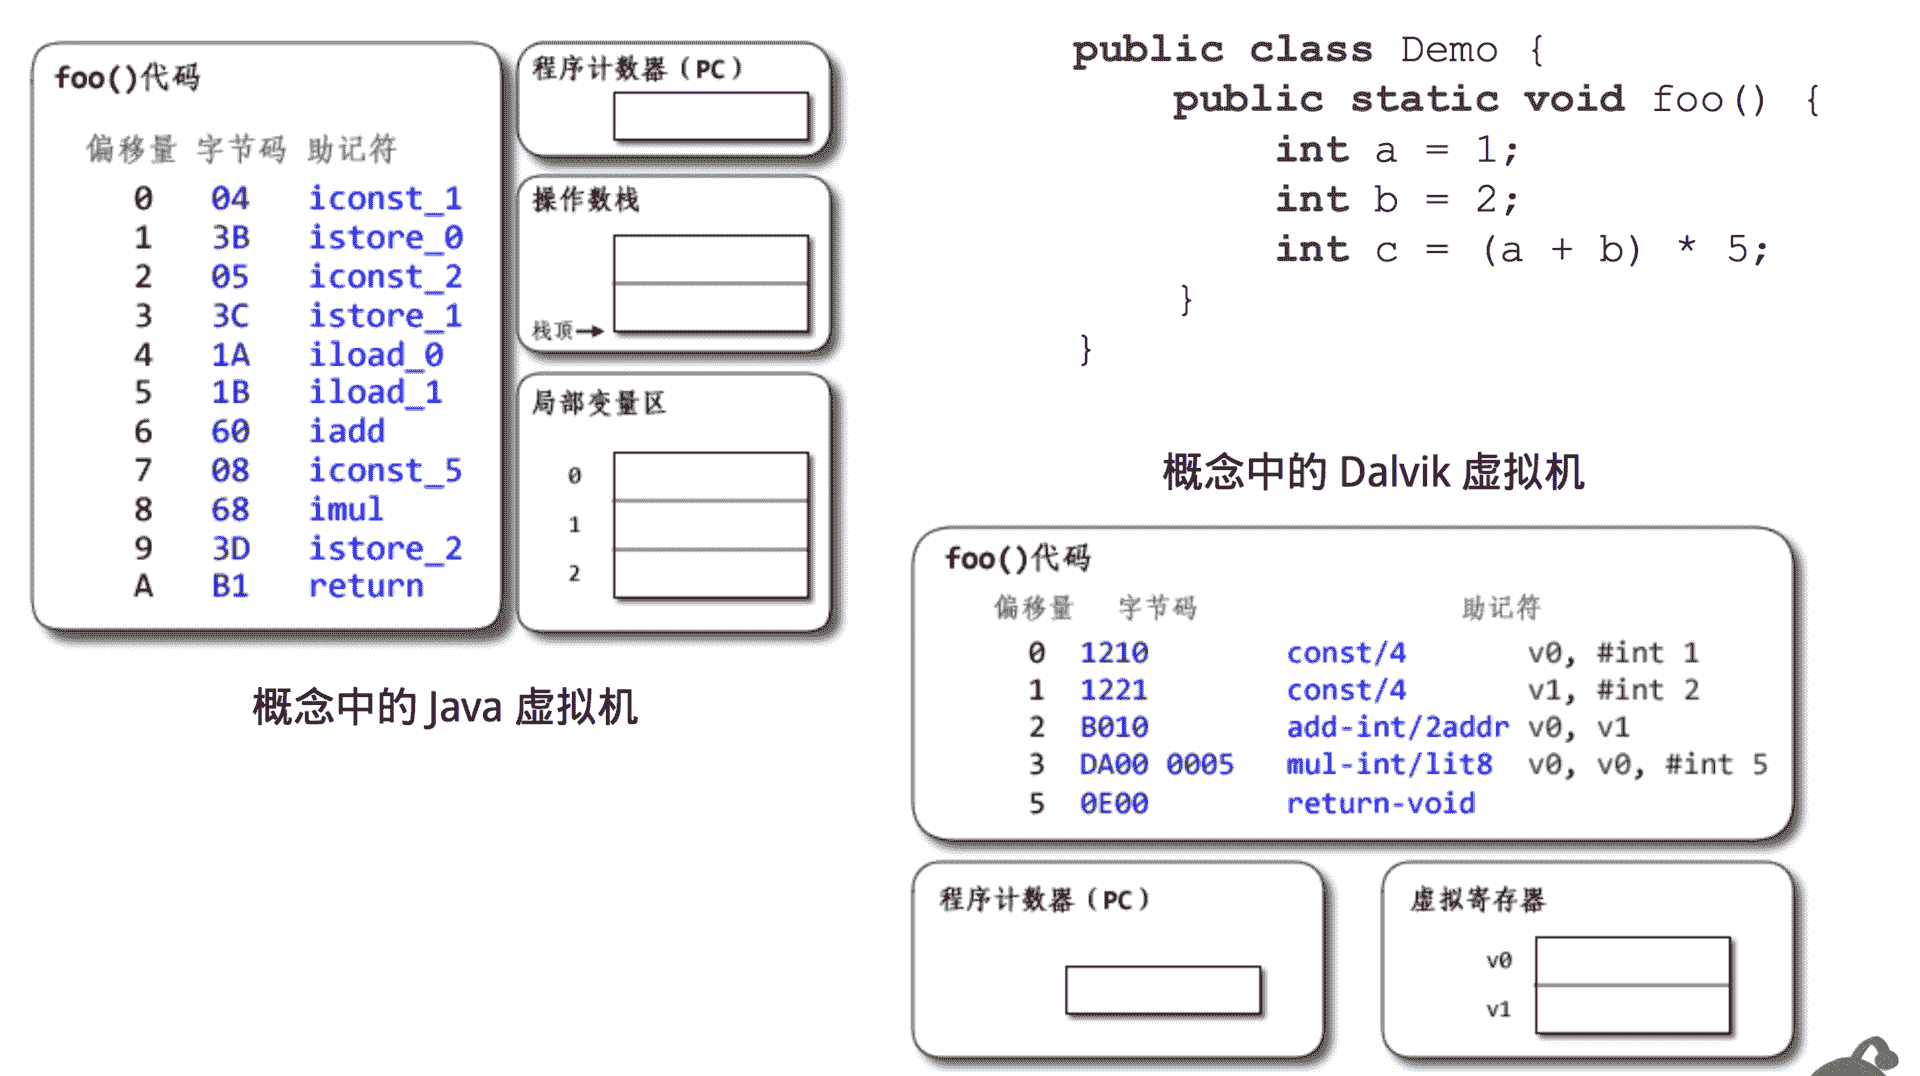 foo()代码
偏移量 字节码 助记符
0 04 iconst_1
1 3B istore_0
2 05 iconst_2
3 3C istore_1
4 1A iload_0
5 1B iload_1
6 60 iadd
7 08 iconst_5
8 68 imul
9 3D istore_2
A B1 return
程序计数器（PC）
操作数栈
栈顶→
局部变量区
0
1
2
概念中的 Java 虚拟机
public class Demo {
public static void foo() {
int a = 1;
int b = 2;
int c = (a + b) * 5;
}
}
概念中的 Dalvik 虚拟机
foo()代码
偏移量 字节码 助记符
0 1210 const/4 v0, #int 1
1 1221 const/4 v1, #int 2
2 B010 add-int/2addr v0, v1
3 DA00 0005 mul-int/lit8 v0, v0, #int 5
5 0E00 return-void
程序计数器（PC）
虚拟寄存器
v0
v1